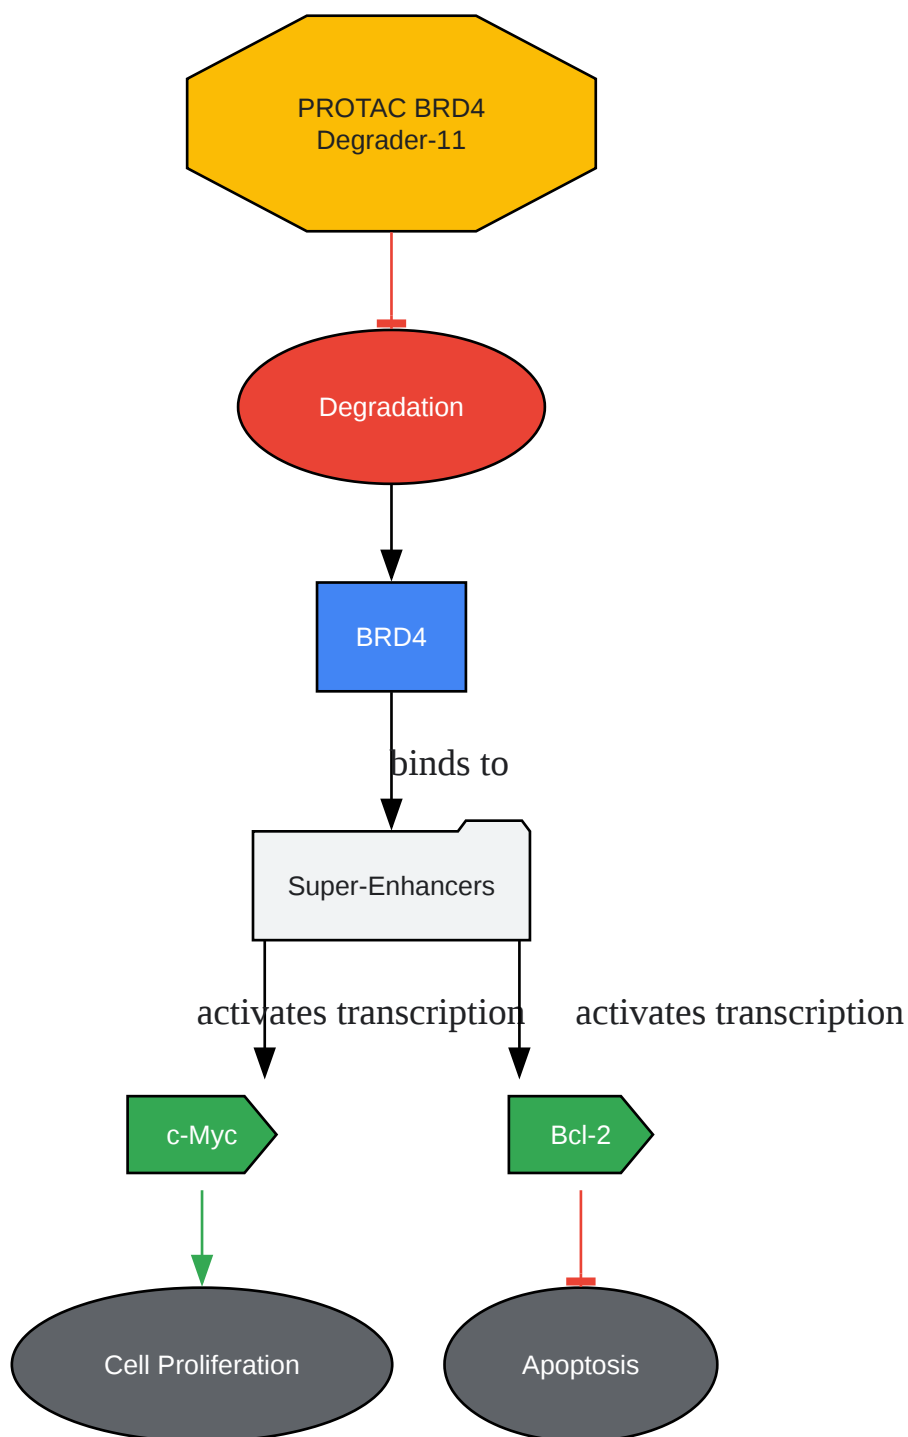 PROTAC BRD4
Degrader-11
Degradation
BRD4
binds to
Super-Enhancers
activates transcription
activates transcription
c-Myc
Bcl-2
Cell Proliferation
Apoptosis